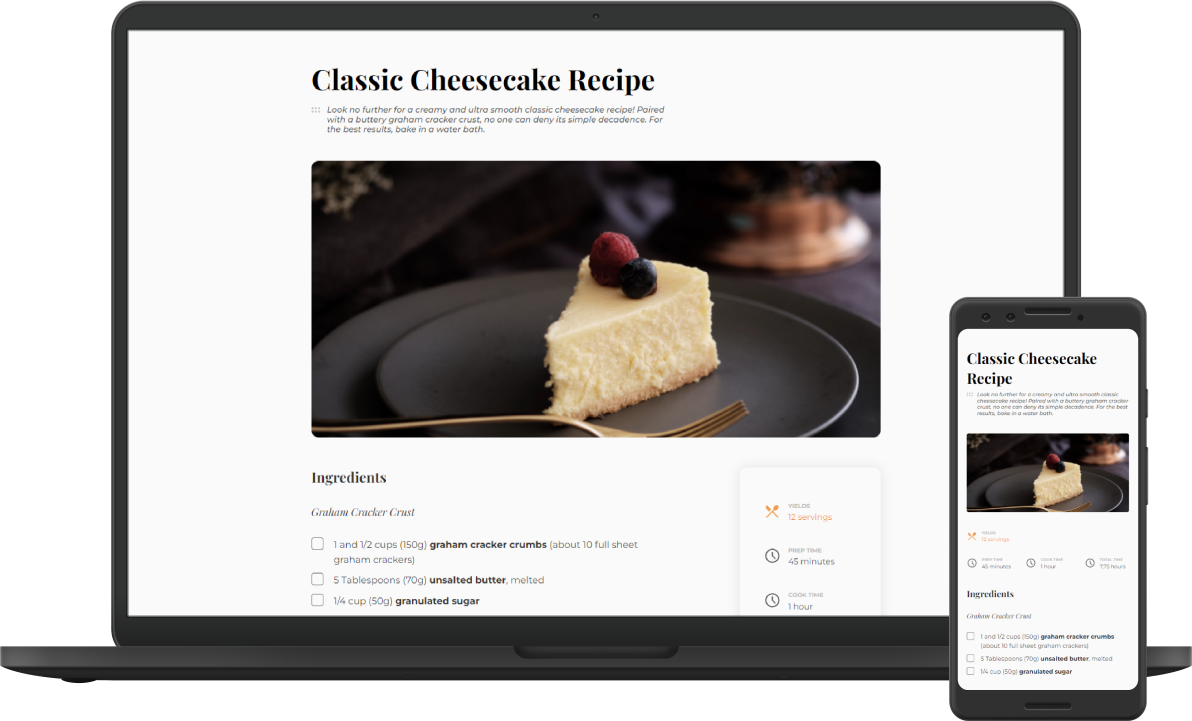 Classic Cheesecake Recipe
Look no further for a creamy and ultra smooth classic cheesecake recipe! Paired
with a buttery graham cracker crust, no one can deny its simple decadence. For
the best results, bake in a water bath.
Ingredients
Graham Cracker Crust
1 and 1/2 cups (150g) graham cracker crumbs (about 10 full sheet
graham crackers)
5 Tablespoons (70g) unsalted butter, melted
1/4 cup (50g) granulated sugar
YIELDS
12 servings
PREP TIME
45 minutes
COOK TIME
1 hour
Classic Cheesecake
Recipe
Look no further for a creamy and ultra smooth classic
cheesecake recipe! Paired with a buttery graham cracker
crust, no one can deny its simple decadence. For the best
results, bake in a water bath.
YIELDS
12 servings
PREP TIME
45 minutes
COOK TIME
1 hour
TOTAL TIME
7.75 hours
Ingredients
Graham Cracker Crust
1 and 1/2 cups (150g) graham cracker crumbs
(about 10 full sheet graham crackers)
5 Tablespoons (70g) unsalted butter, melted
1/4 cup (50g) granulated sugar